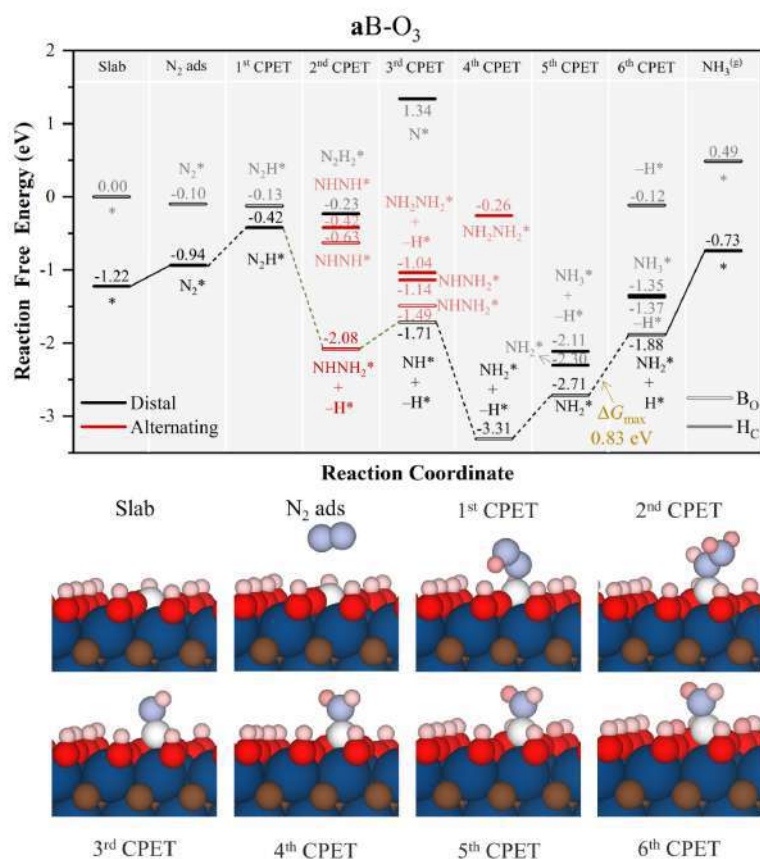 aB-O₃
Slab N₂ ads 1ˢᵗ CPET 2ⁿᵈ CPET 3ʳᵈ CPET 4ᵗʰ CPET 5ᵗʰ CPET 6ᵗʰ CPET NH₃⁽ᵍ⁾
Reaction Free Energy (eV)
2
1
0
-1
-2
-3
0.00
*
-1.22
*
N₂*
-0.10
-0.94
N₂*
N₂H*
-0.13
-0.42
N₂H*
N₂H₂*
NHNH*
-0.23
-0.42
-0.63
NHNH*
-2.08
NHNH₂*
+
–H*
1.34
N*
NH₂NH₂*
+
–H*
-1.04
NHNH₂*
-1.14
NHNH₂*
-1.49
-1.71
NH*
+
–H*
-0.26
NH₂NH₂*
NH₂*
+
–H*
-3.31
NH₃*
+
–H*
-2.11
NH₂*
-2.30
-2.71
NH₂*
–H*
-0.12
NH₃*
-1.35
-1.37
–H*
-1.88
NH₂*
+
H*
ΔGₘₐₓ
0.83 eV
0.49
*
-0.73
*
Distal
Alternating
B_O
H_C
Reaction Coordinate
Slab N₂ ads 1ˢᵗ CPET 2ⁿᵈ CPET
3ʳᵈ CPET 4ᵗʰ CPET 5ᵗʰ CPET 6ᵗʰ CPET